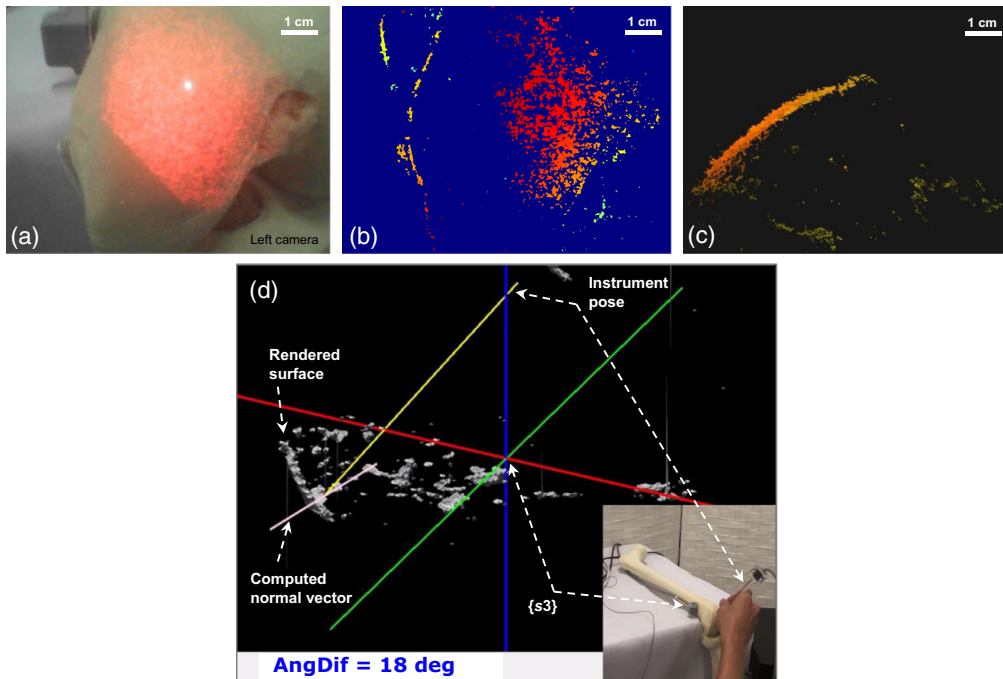 1 cm
1 cm
1 cm
(a)
Left camera
(b)
(c)
(d)
Instrument
pose
Rendered
surface
Computed
normal vector
{s3}
AngDif = 18 deg